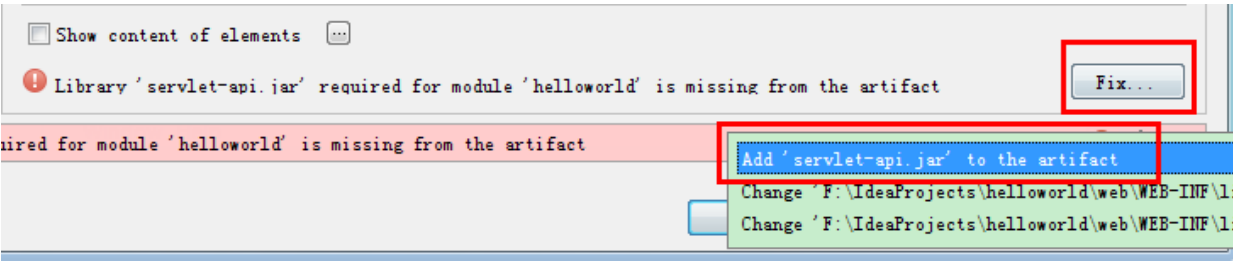 Show content of elements
Library 'servlet-api.jar' required for module 'helloworld' is missing from the artifact
Fix...
for module 'helloworld' is missing from the artifact
Add 'servlet-api.jar' to the artifact
Change 'F:\IdeaProjects\helloworld\web\WEB-INF\l
Change 'F:\IdeaProjects\helloworld\web\WEB-INF\l